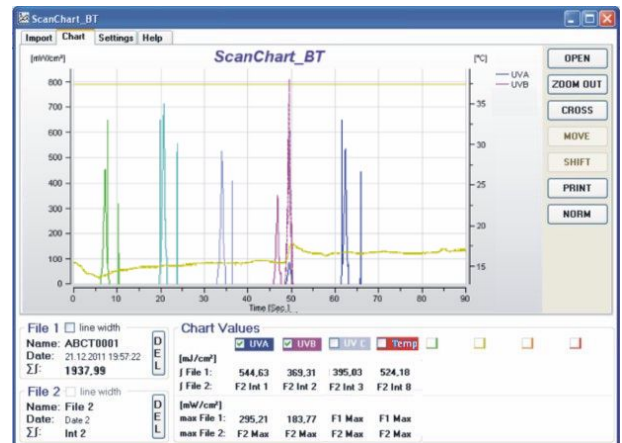 ScanChart_BT
Import Chart Settings Help
[mW/cm²] ScanChart_BT [°C]
UVA
UVB
800
700
600
500
400
300
200
100
0
35
30
25
20
15
0 10 20 30 40 50 60 70 80 90
Time [Sec.]
OPEN
ZOOM OUT
CROSS
MOVE
SHIFT
PRINT
NORM
File 1 line width
Name: ABCT0001
Date: 21.12.2011 19:57:22
Σ∫: 1937,99
DEL
File 2 line width
Name: File 2
Date: Date 2
Σ∫: Int 2
DEL
Chart Values
UVA UVB UV C Temp
[mJ/cm²]
∫ File 1: 544,63 369,31 395,03 524,18
∫ File 2: F2 Int 1 F2 Int 2 F2 Int 3 F2 Int 8
[mW/cm²]
max File 1: 295,21 183,77 F1 Max F1 Max
max File 2: F2 Max F2 Max F2 Max F2 Max